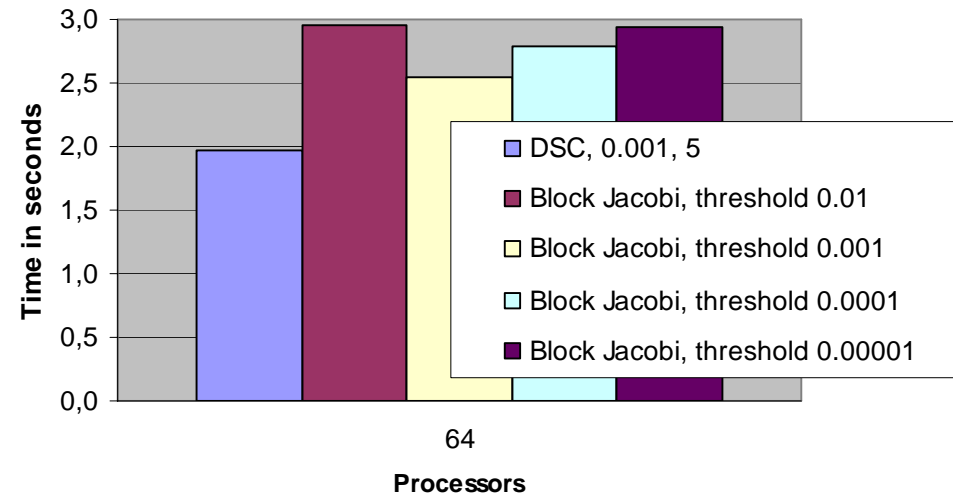 3,0
2,5
2,0
1,5
1,0
0,5
0,0
Time in seconds
DSC, 0.001, 5
Block Jacobi, threshold 0.01
Block Jacobi, threshold 0.001
Block Jacobi, threshold 0.0001
Block Jacobi, threshold 0.00001
64
Processors